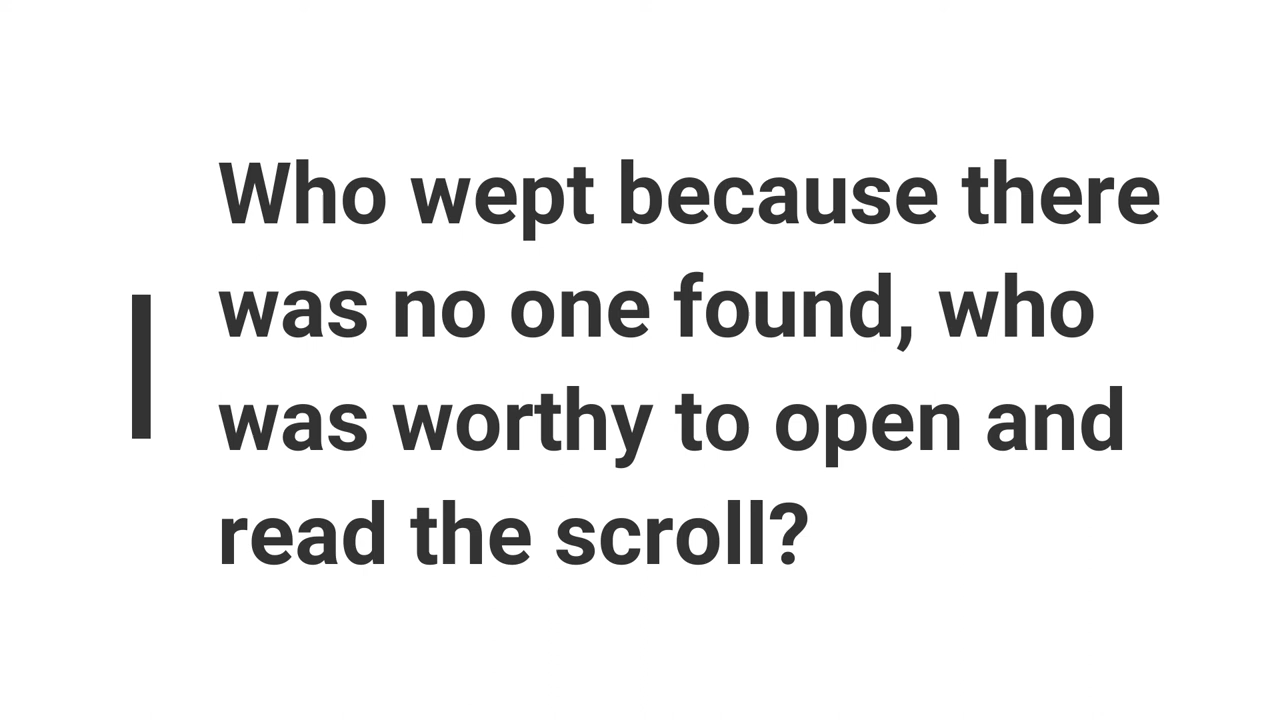 Who wept because there
was no one found, who
was worthy to open and
read the scroll?